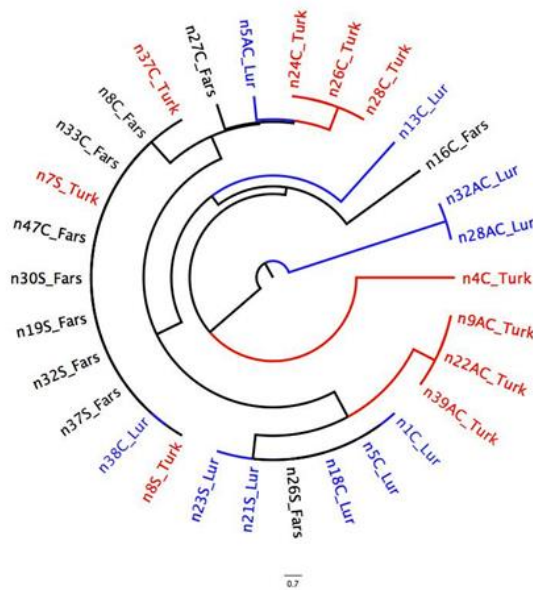 n27C_Fars
n5AC_Lur
n24C_Turk
n26C_Turk
n28C_Turk
n13C_Lur
n16C_Fars
n32AC_Lur
n28AC_Lur
n4C_Turk
n9AC_Turk
n22AC_Turk
n39AC_Turk
n1C_Lur
n5C_Lur
n18C_Lur
n26S_Fars
n21S_Lur
n23S_Lur
n8S_Turk
n38C_Lur
n37S_Fars
n32S_Fars
n19S_Fars
n30S_Fars
n47C_Fars
n7S_Turk
n33C_Fars
n8C_Fars
n37C_Turk
0.7